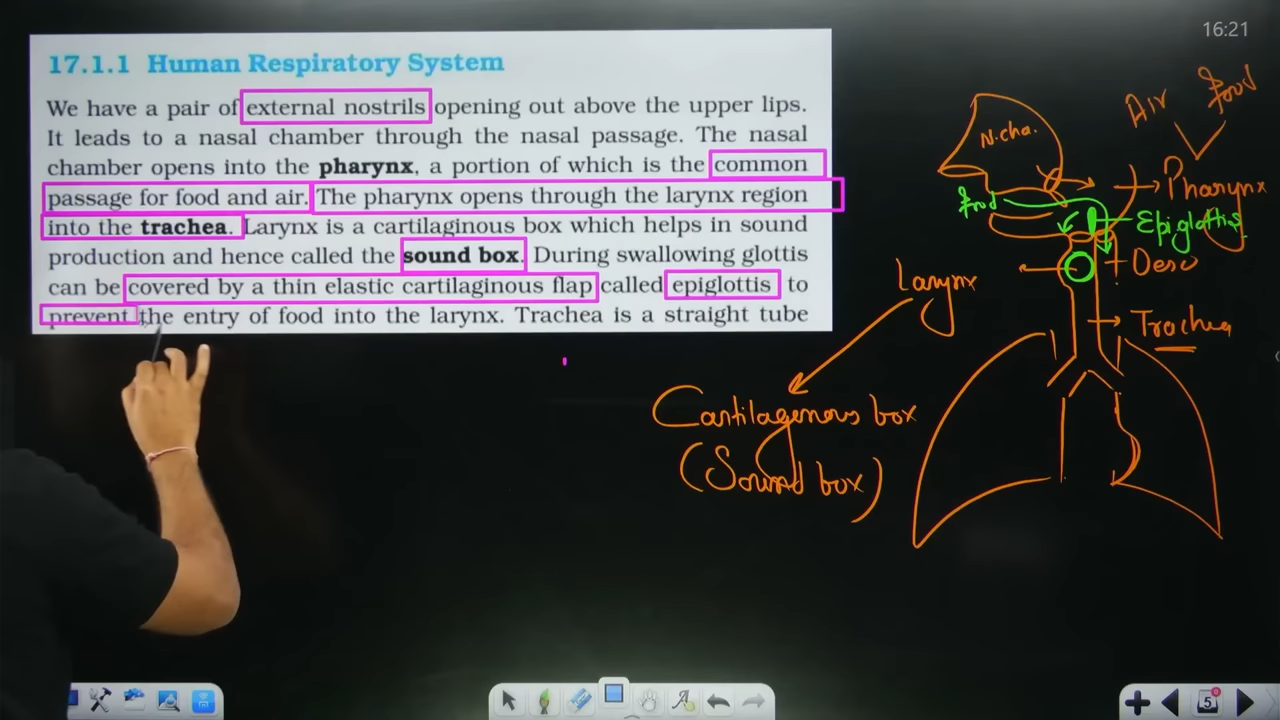 16:21
17.1.1 Human Respiratory System
We have a pair of external nostrils opening out above the upper lips.
It leads to a nasal chamber through the nasal passage. The nasal
chamber opens into the pharynx, a portion of which is the common
passage for food and air. The pharynx opens through the larynx region
into the trachea. Larynx is a cartilaginous box which helps in sound
production and hence called the sound box. During swallowing glottis
can be covered by a thin elastic cartilaginous flap called epiglottis to
prevent the entry of food into the larynx. Trachea is a straight tube
Air food
N.cha.
Pharynx
food
Epiglottis.
Larynx
Trachea
Cartilagenous box
(Sound box)
5